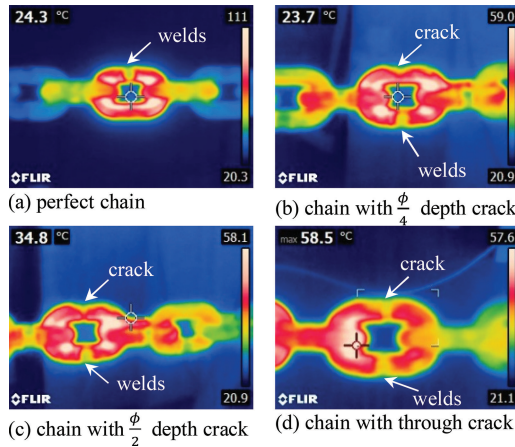 24.3 °C 111
welds
20.3
◇FLIR
(a) perfect chain
23.7 °C 59.0
crack
welds
20.9
◇FLIR
(b) chain with ϕ/4 depth crack
34.8 °C 58.1
crack
welds
20.9
◇FLIR
(c) chain with ϕ/2 depth crack
max 58.5 °C 57.6
crack
welds
21.1
◇FLIR
(d) chain with through crack